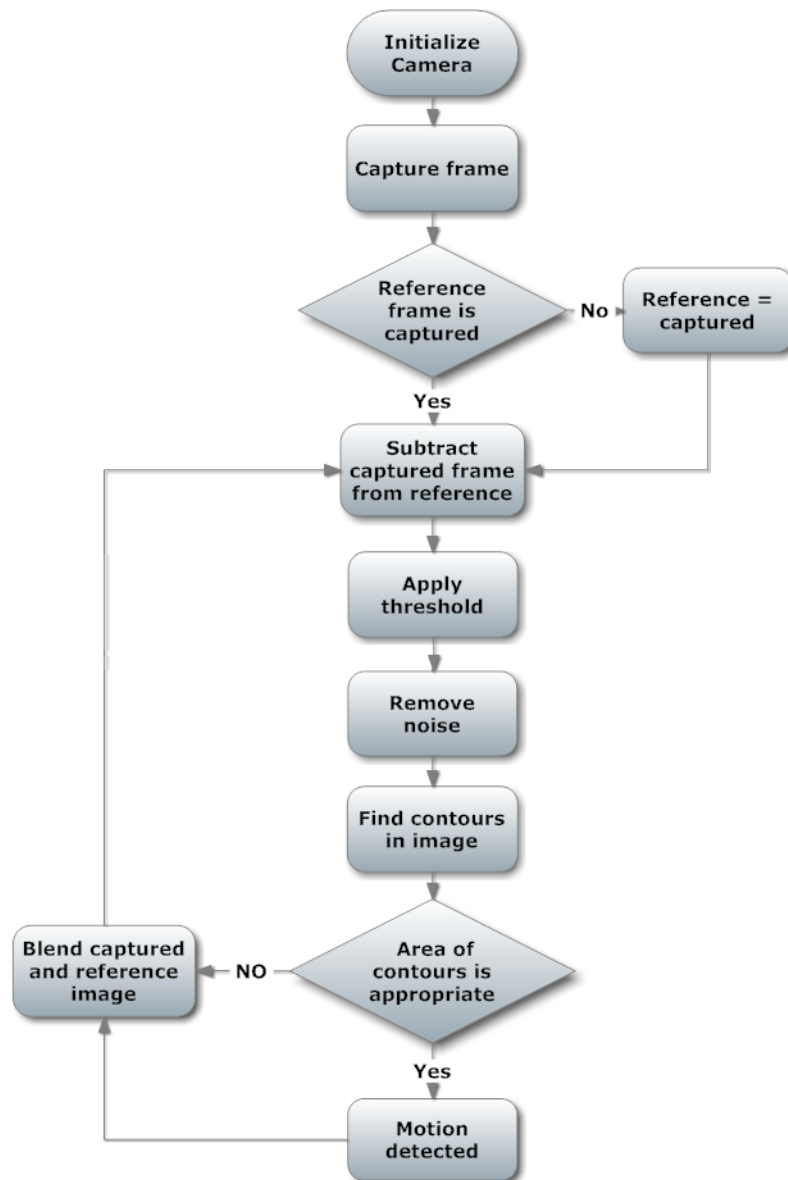 Initialize
Camera
Capture frame
Reference
frame is
captured
No
Reference =
captured
Yes
Subtract
captured frame
from reference
Apply
threshold
Remove
noise
Find contours
in image
Area of
contours is
appropriate
NO
Blend captured
and reference
image
Yes
Motion
detected